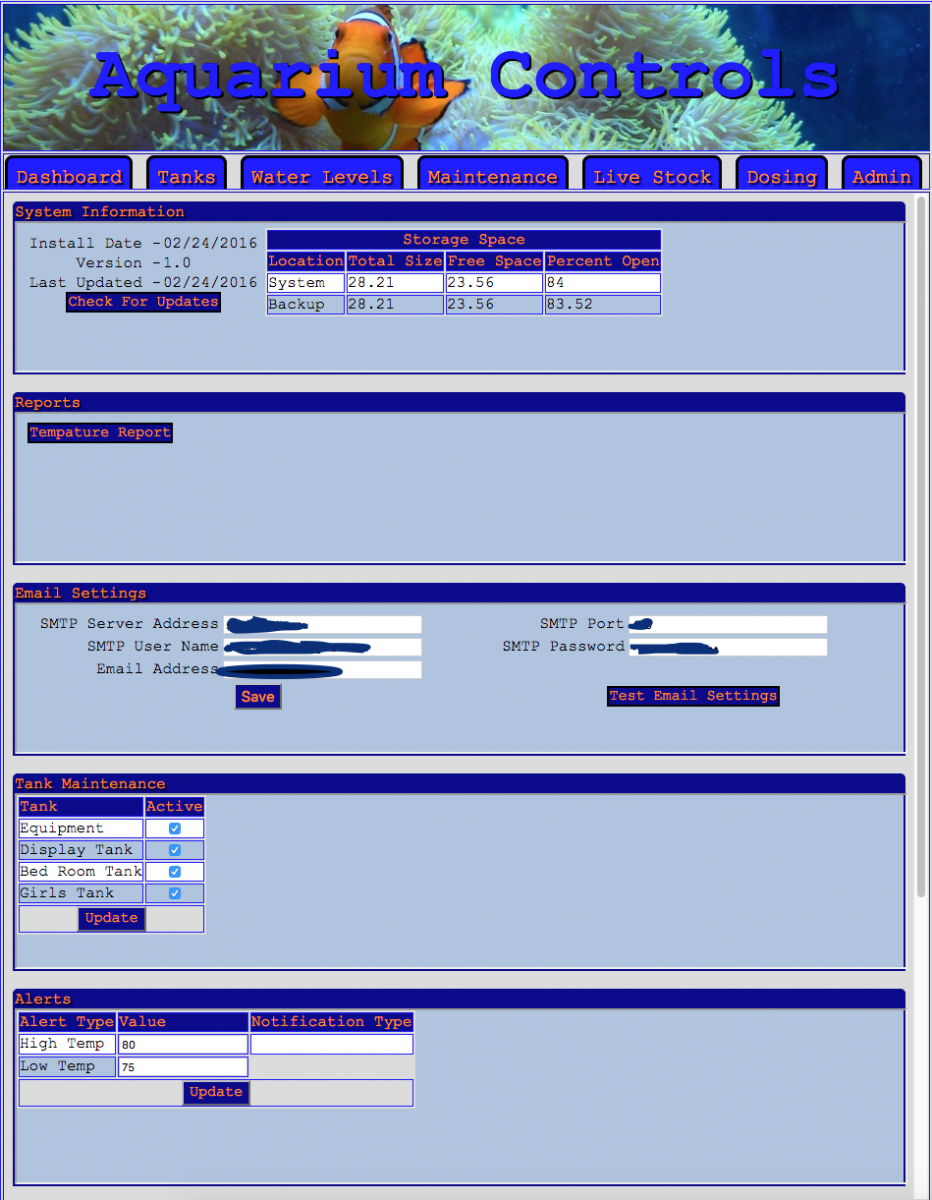 Aquarium Controls
Dashboard Tanks Water Levels Maintenance Live Stock Dosing Admin
System Information
Install Date -02/24/2016
Version -1.0
Last Updated -02/24/2016
Check For Updates
Storage Space
Location Total Size Free Space Percent Open
System 28.21 23.56 84
Backup 28.21 23.56 83.52
Reports
Tempature Report
Email Settings
SMTP Server Address SMTP Port
SMTP User Name SMTP Password
Email Address
Save Test Email Settings
Tank Maintenance
Tank Active
Equipment
Display Tank
Bed Room Tank
Girls Tank
Update
Alerts
Alert Type Value Notification Type
High Temp 80
Low Temp 75
Update